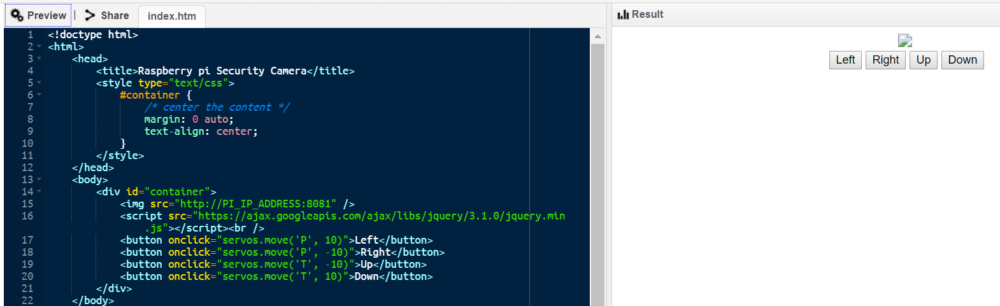 Preview | Share index.htm
1 <!doctype html>
2 <html>
3 <head>
4 <title>Raspberry pi Security Camera</title>
5 <style type="text/css">
6 #container {
7 /* center the content */
8 margin: 0 auto;
9 text-align: center;
10 }
11 </style>
12 </head>
13 <body>
14 <div id="container">
15 <img src="http://PI_IP_ADDRESS:8081" />
16 <script src="https://ajax.googleapis.com/ajax/libs/jquery/3.1.0/jquery.min
.js"></script><br />
17 <button onclick="servos.move('P', 10)">Left</button>
18 <button onclick="servos.move('P', -10)">Right</button>
19 <button onclick="servos.move('T', -10)">Up</button>
20 <button onclick="servos.move('T', 10)">Down</button>
21 </div>
22 </body>
Result
Left Right Up Down